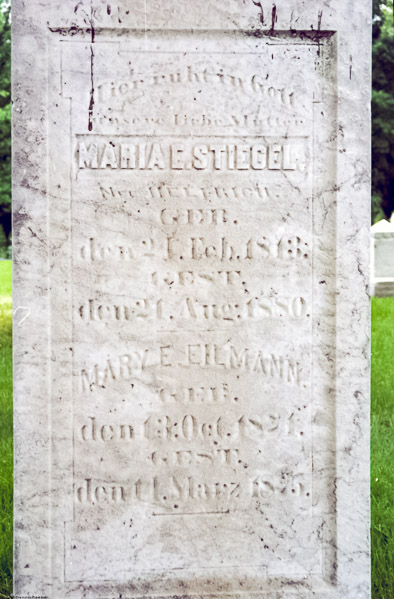 Hier ruht in Gott
unsere liebe Mutter
MARIA E. STIEGEL.
GEB.
den 24. Feb. 1818.
GEST.
den 21. Aug. 1880.
MARY E. EILMANN.
GEB.
den 13. Oct.
GEST.
den 11. Marz